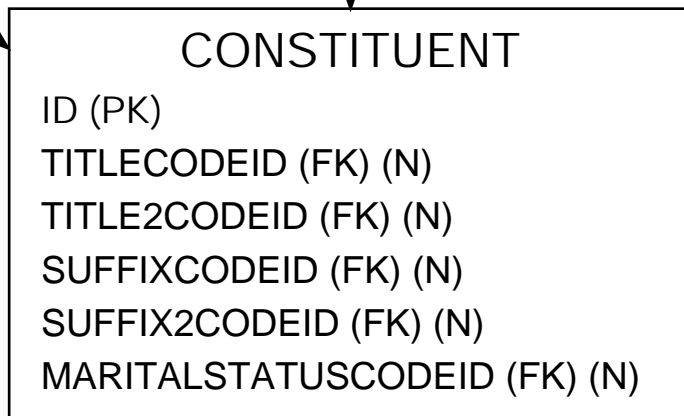 CONSTITUENT
ID (PK)
TITLECODEID (FK) (N)
TITLE2CODEID (FK) (N)
SUFFIXCODEID (FK) (N)
SUFFIX2CODEID (FK) (N)
MARITALSTATUSCODEID (FK) (N)